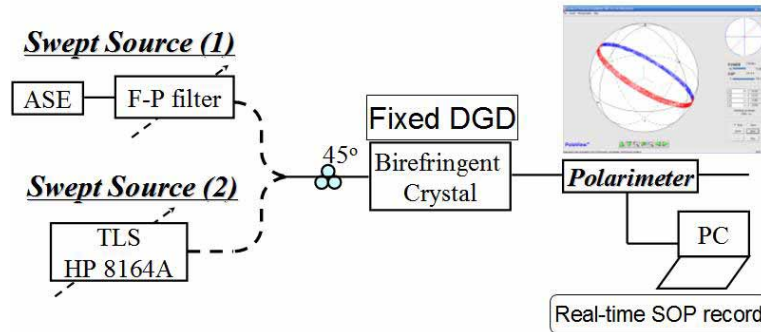 Swept Source (1)
ASE
F-P filter
Swept Source (2)
TLS
HP 8164A
45o
Fixed DGD
Birefringent
Crystal
Polarimeter
PC
Real-time SOP record